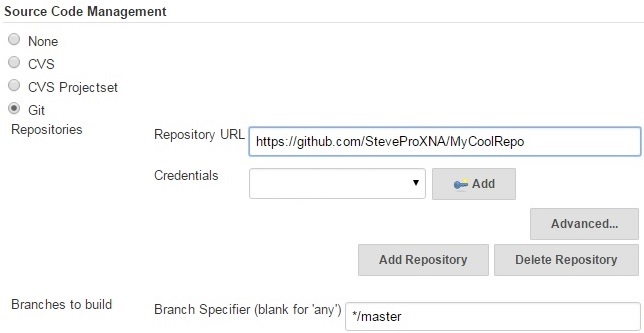 Source Code Management
None
CVS
CVS Projectset
Git
Repositories
Repository URL https://github.com/SteveProXNA/MyCoolRepo
Credentials Add
Advanced...
Add Repository Delete Repository
Branches to build Branch Specifier (blank for 'any') */master